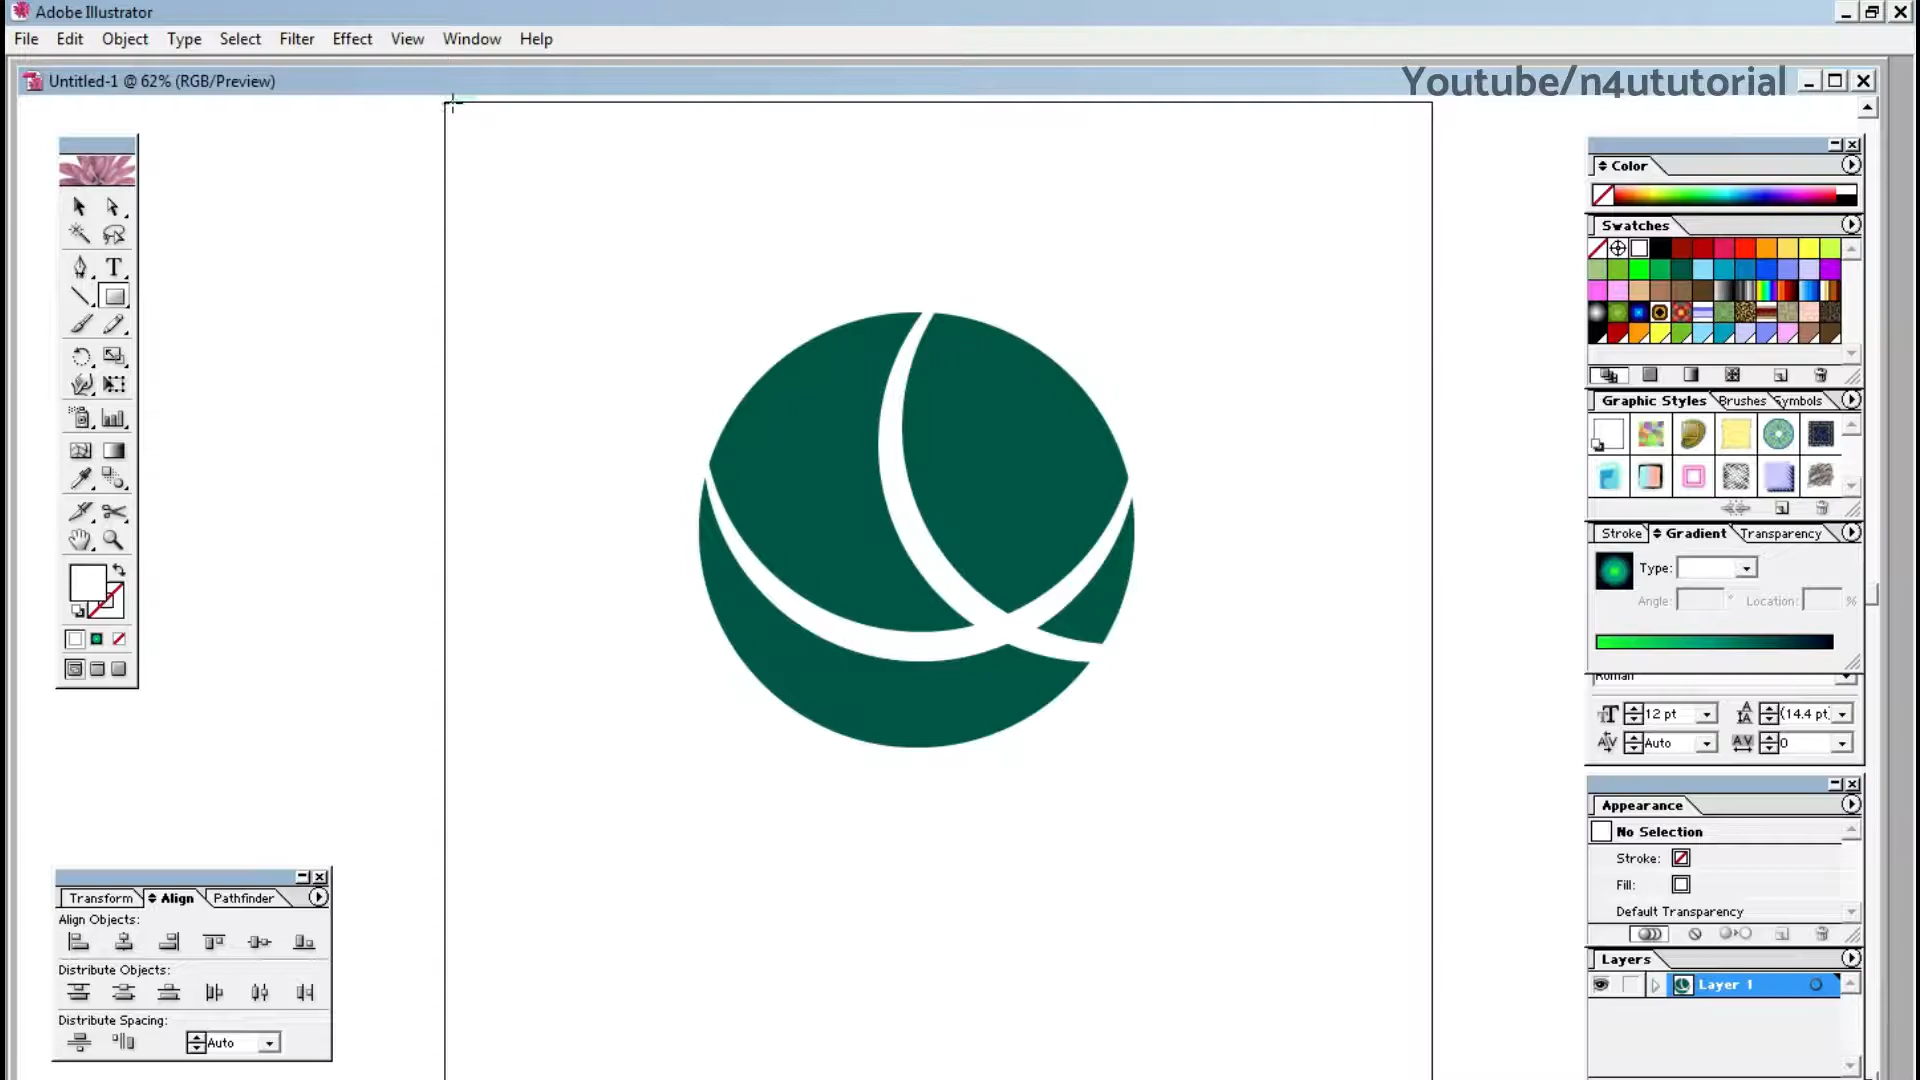 Adobe Illustrator
File Edit Object Type Select Filter Effect View Window Help
Untitled-1 @ 62% (RGB/Preview)
Youtube/n4ututorial
Color
Swatches
Graphic Styles Brushes Symbols
Stroke Gradient Transparency
Type:
Angle: ° Location: %
Roman
12 pt (14.4 pt)
Auto 0
Appearance
No Selection
Stroke:
Fill:
Default Transparency
Layers
Layer 1
Transform Align Pathfinder
Align Objects:
Distribute Objects:
Distribute Spacing:
Auto